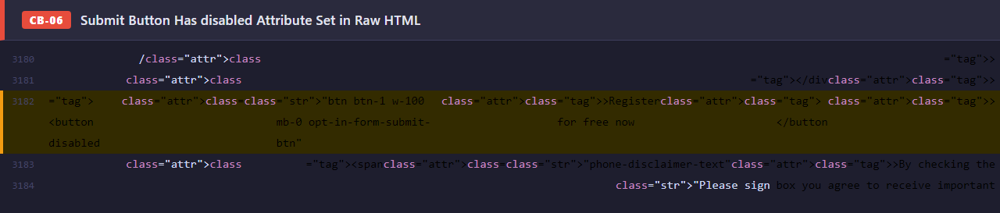 CB-06 Submit Button Has disabled Attribute Set in Raw HTML
3180 /class="attr">class ="tag">>
3181 class="attr">class ="tag"></divclass="attr">class="tag">>
3182 ="tag"> class="attr">class=class="str">"btn btn-1 w-100 class="attr">class="tag">>Registerclass="attr">class="tag"> class="attr">class="tag">>
<button mb-0 opt-in-form-submit- for free now </button
disabled btn"
3183 class="attr">class ="tag"><spanclass="attr">class=class="str">"phone-disclaimer-text"class="attr">class="tag">>By checking the
3184 class="str">"Please sign box you agree to receive important